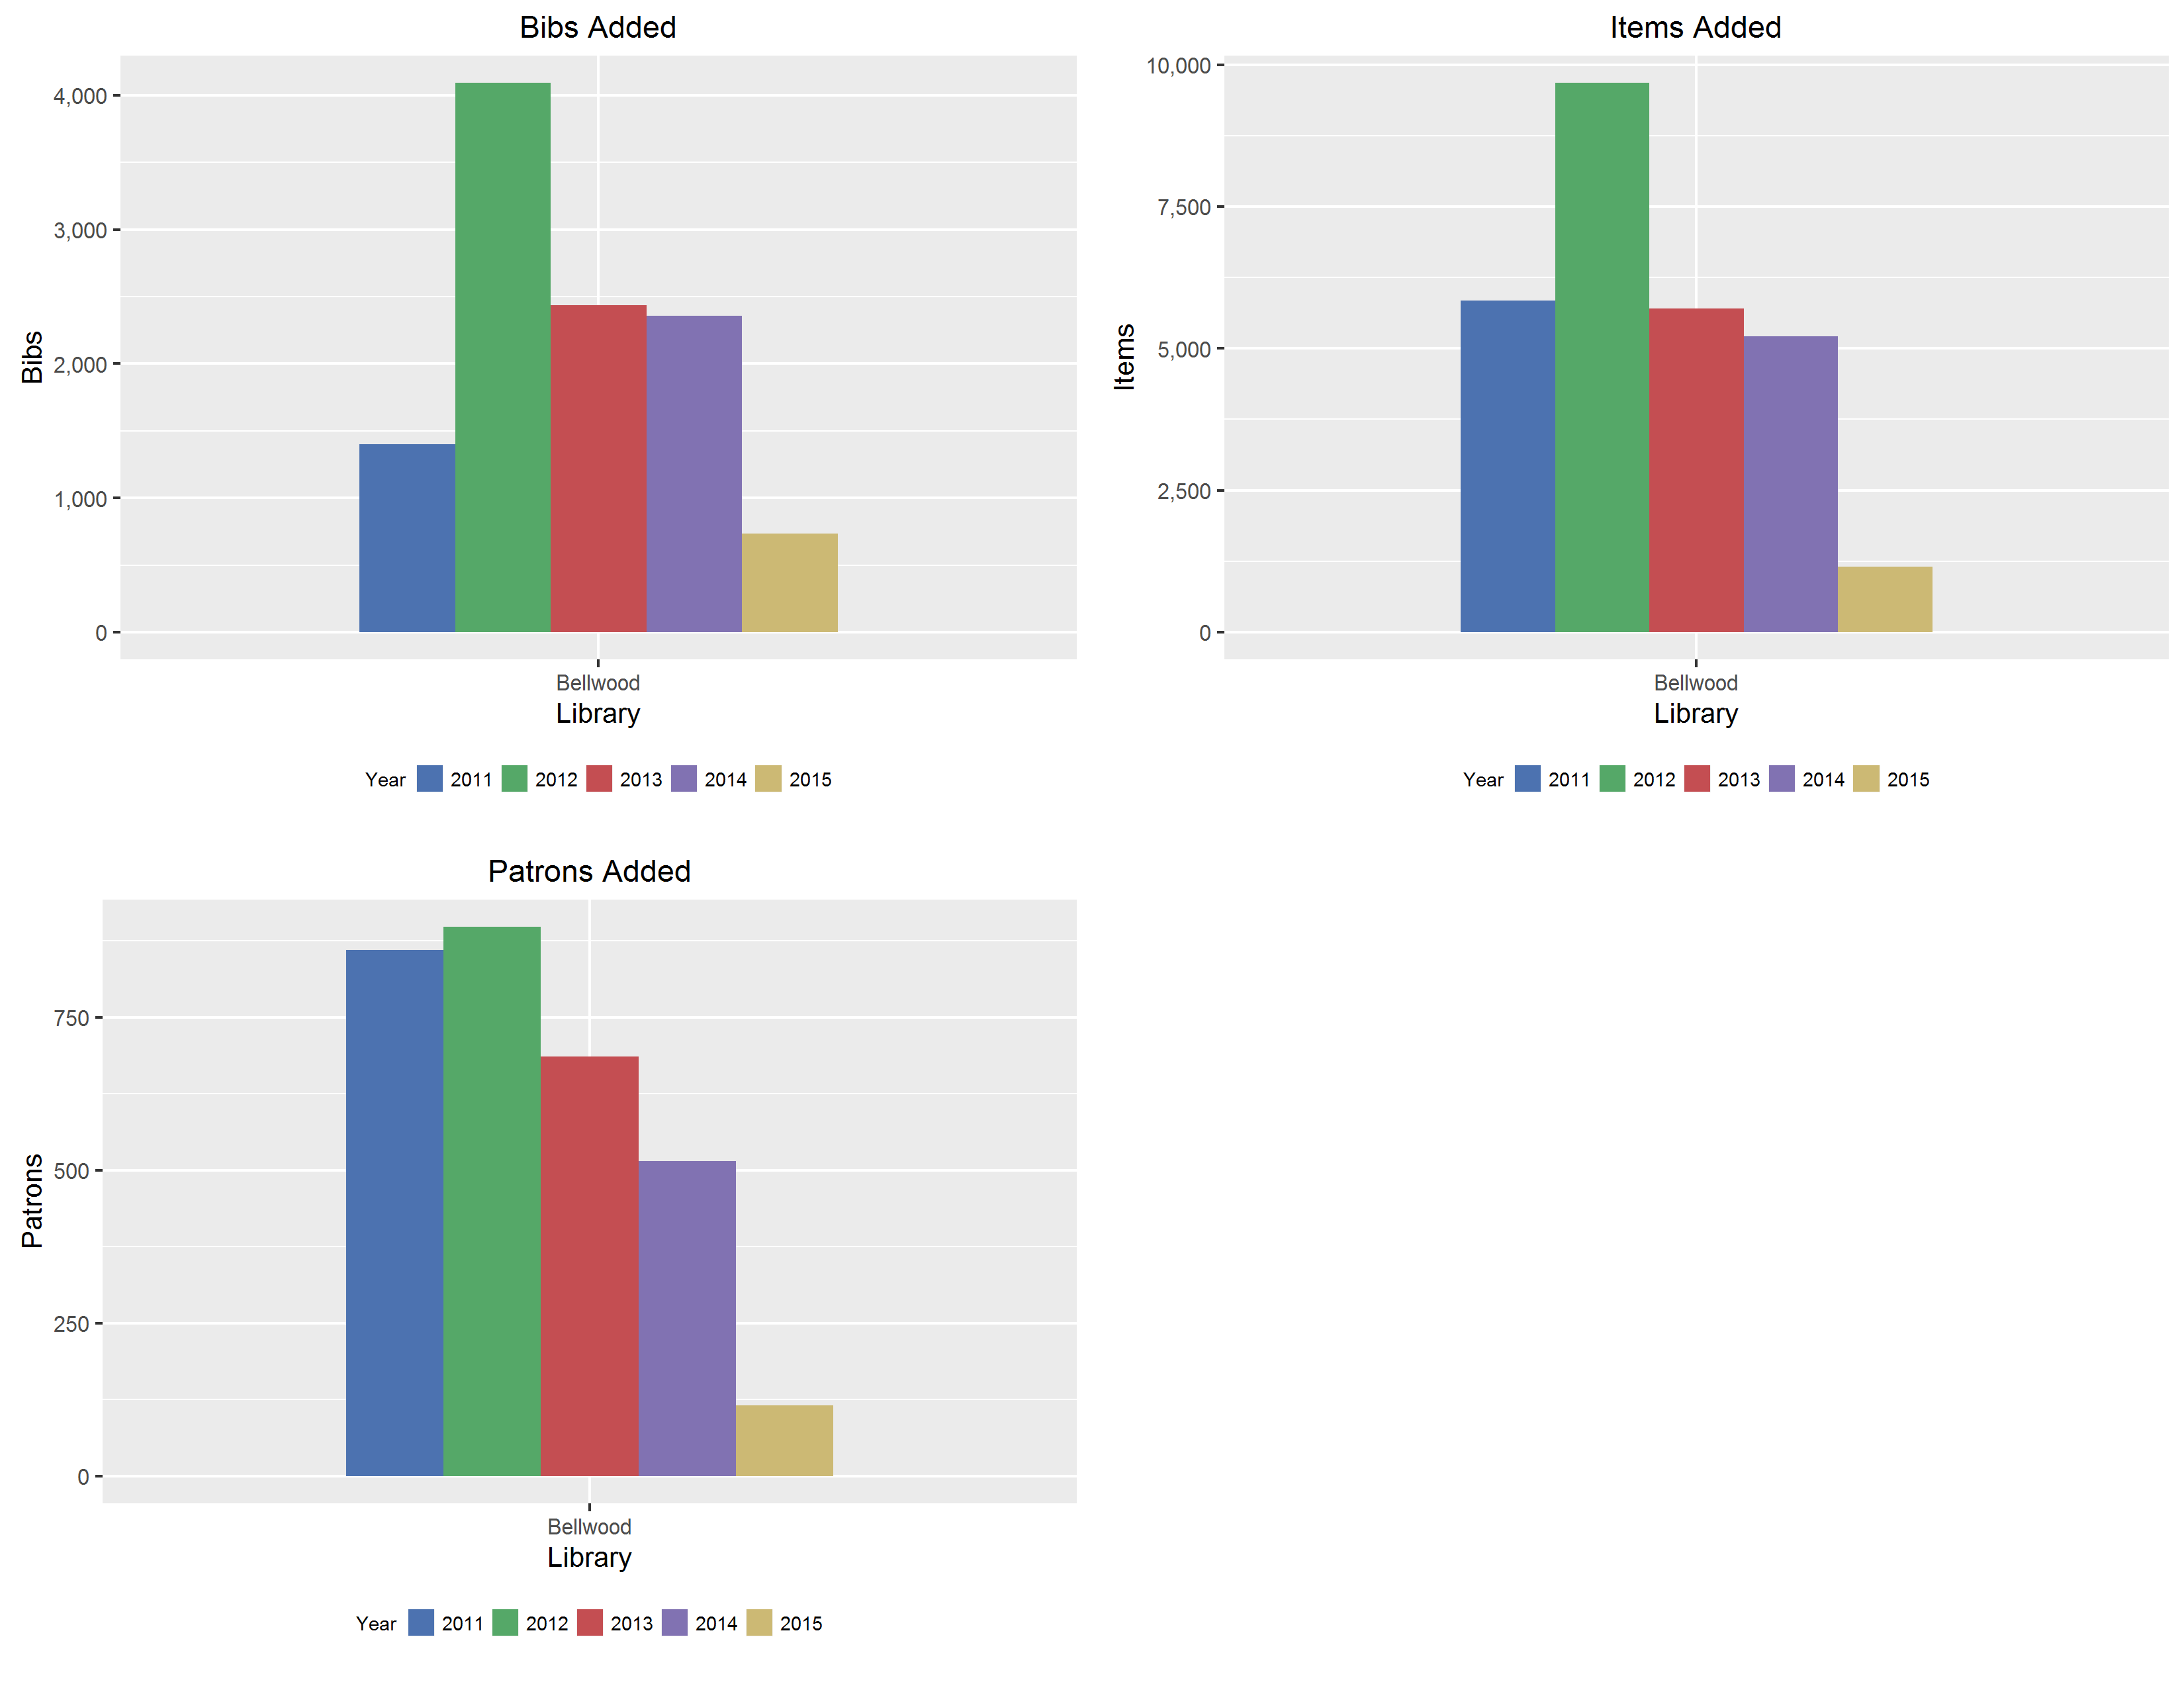 Bibs Added
4,000
3,000
2,000
1,000
0
Bibs
Bellwood
Library
Year 2011 2012 2013 2014 2015
Items Added
10,000
7,500
5,000
2,500
0
Items
Bellwood
Library
Year 2011 2012 2013 2014 2015
Patrons Added
750
500
250
0
Patrons
Bellwood
Library
Year 2011 2012 2013 2014 2015